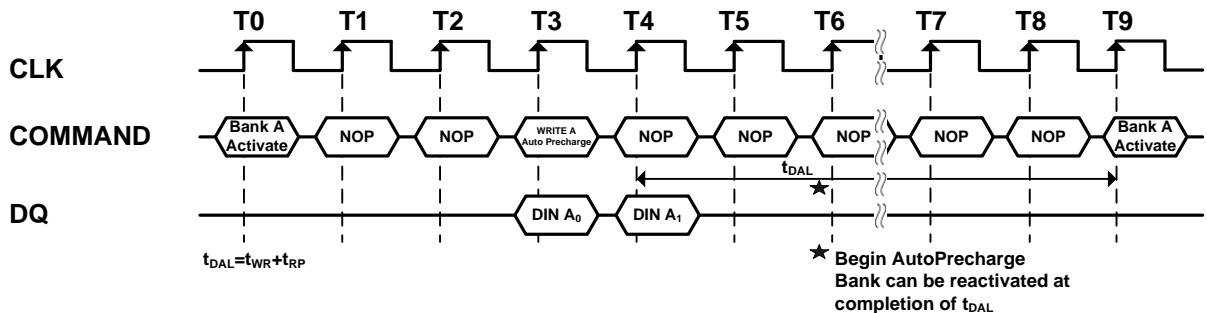 T0 T1 T2 T3 T4 T5 T6 T7 T8 T9
CLK
COMMAND
Bank A
Activate
NOP
NOP
WRITE A
Auto Precharge
NOP
NOP
NOP
NOP
NOP
Bank A
Activate
tDAL
DQ
DIN A0
DIN A1
tDAL=tWR+tRP
★ Begin AutoPrecharge
Bank can be reactivated at
completion of tDAL